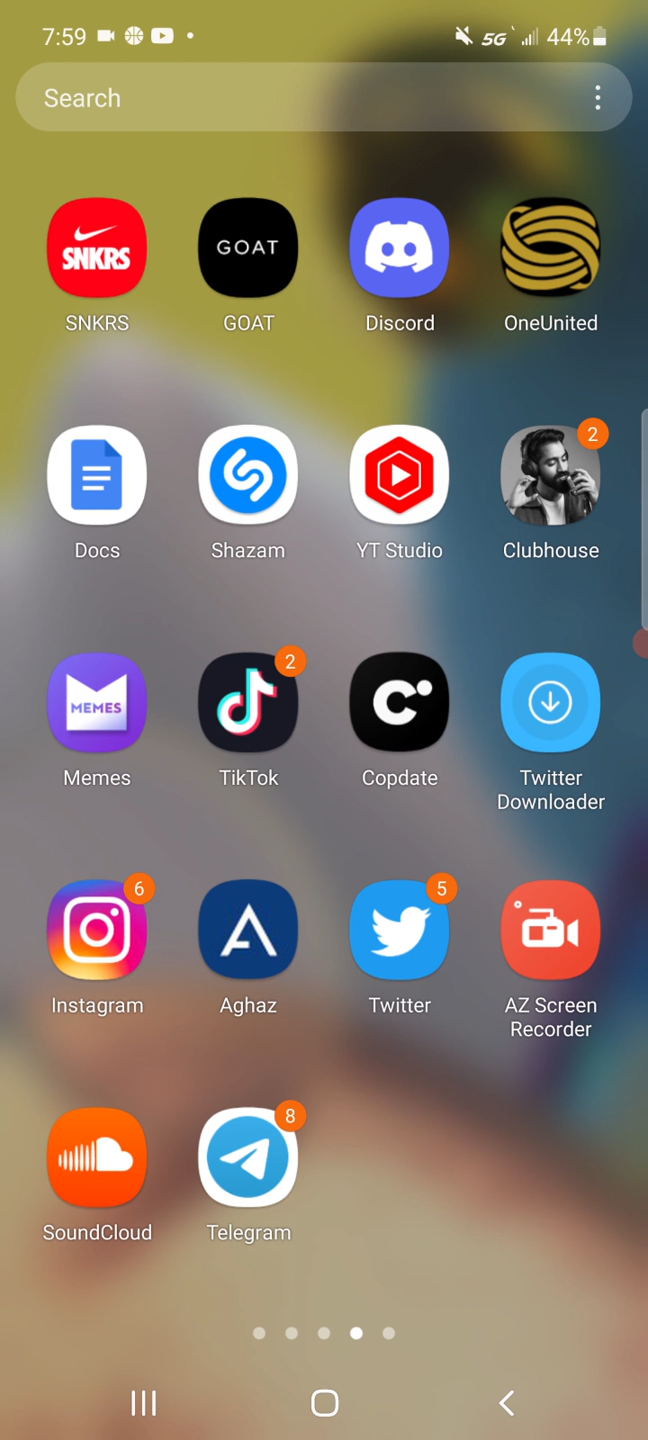 7:59
5G
44%
Search
SNKRS
GOAT
SNKRS
GOAT
Discord
OneUnited
2
Docs
Shazam
YT Studio
Clubhouse
MEMES
2
Memes
TikTok
Copdate
Twitter
Downloader
6
5
Instagram
Aghaz
Twitter
AZ Screen
Recorder
8
SoundCloud
Telegram